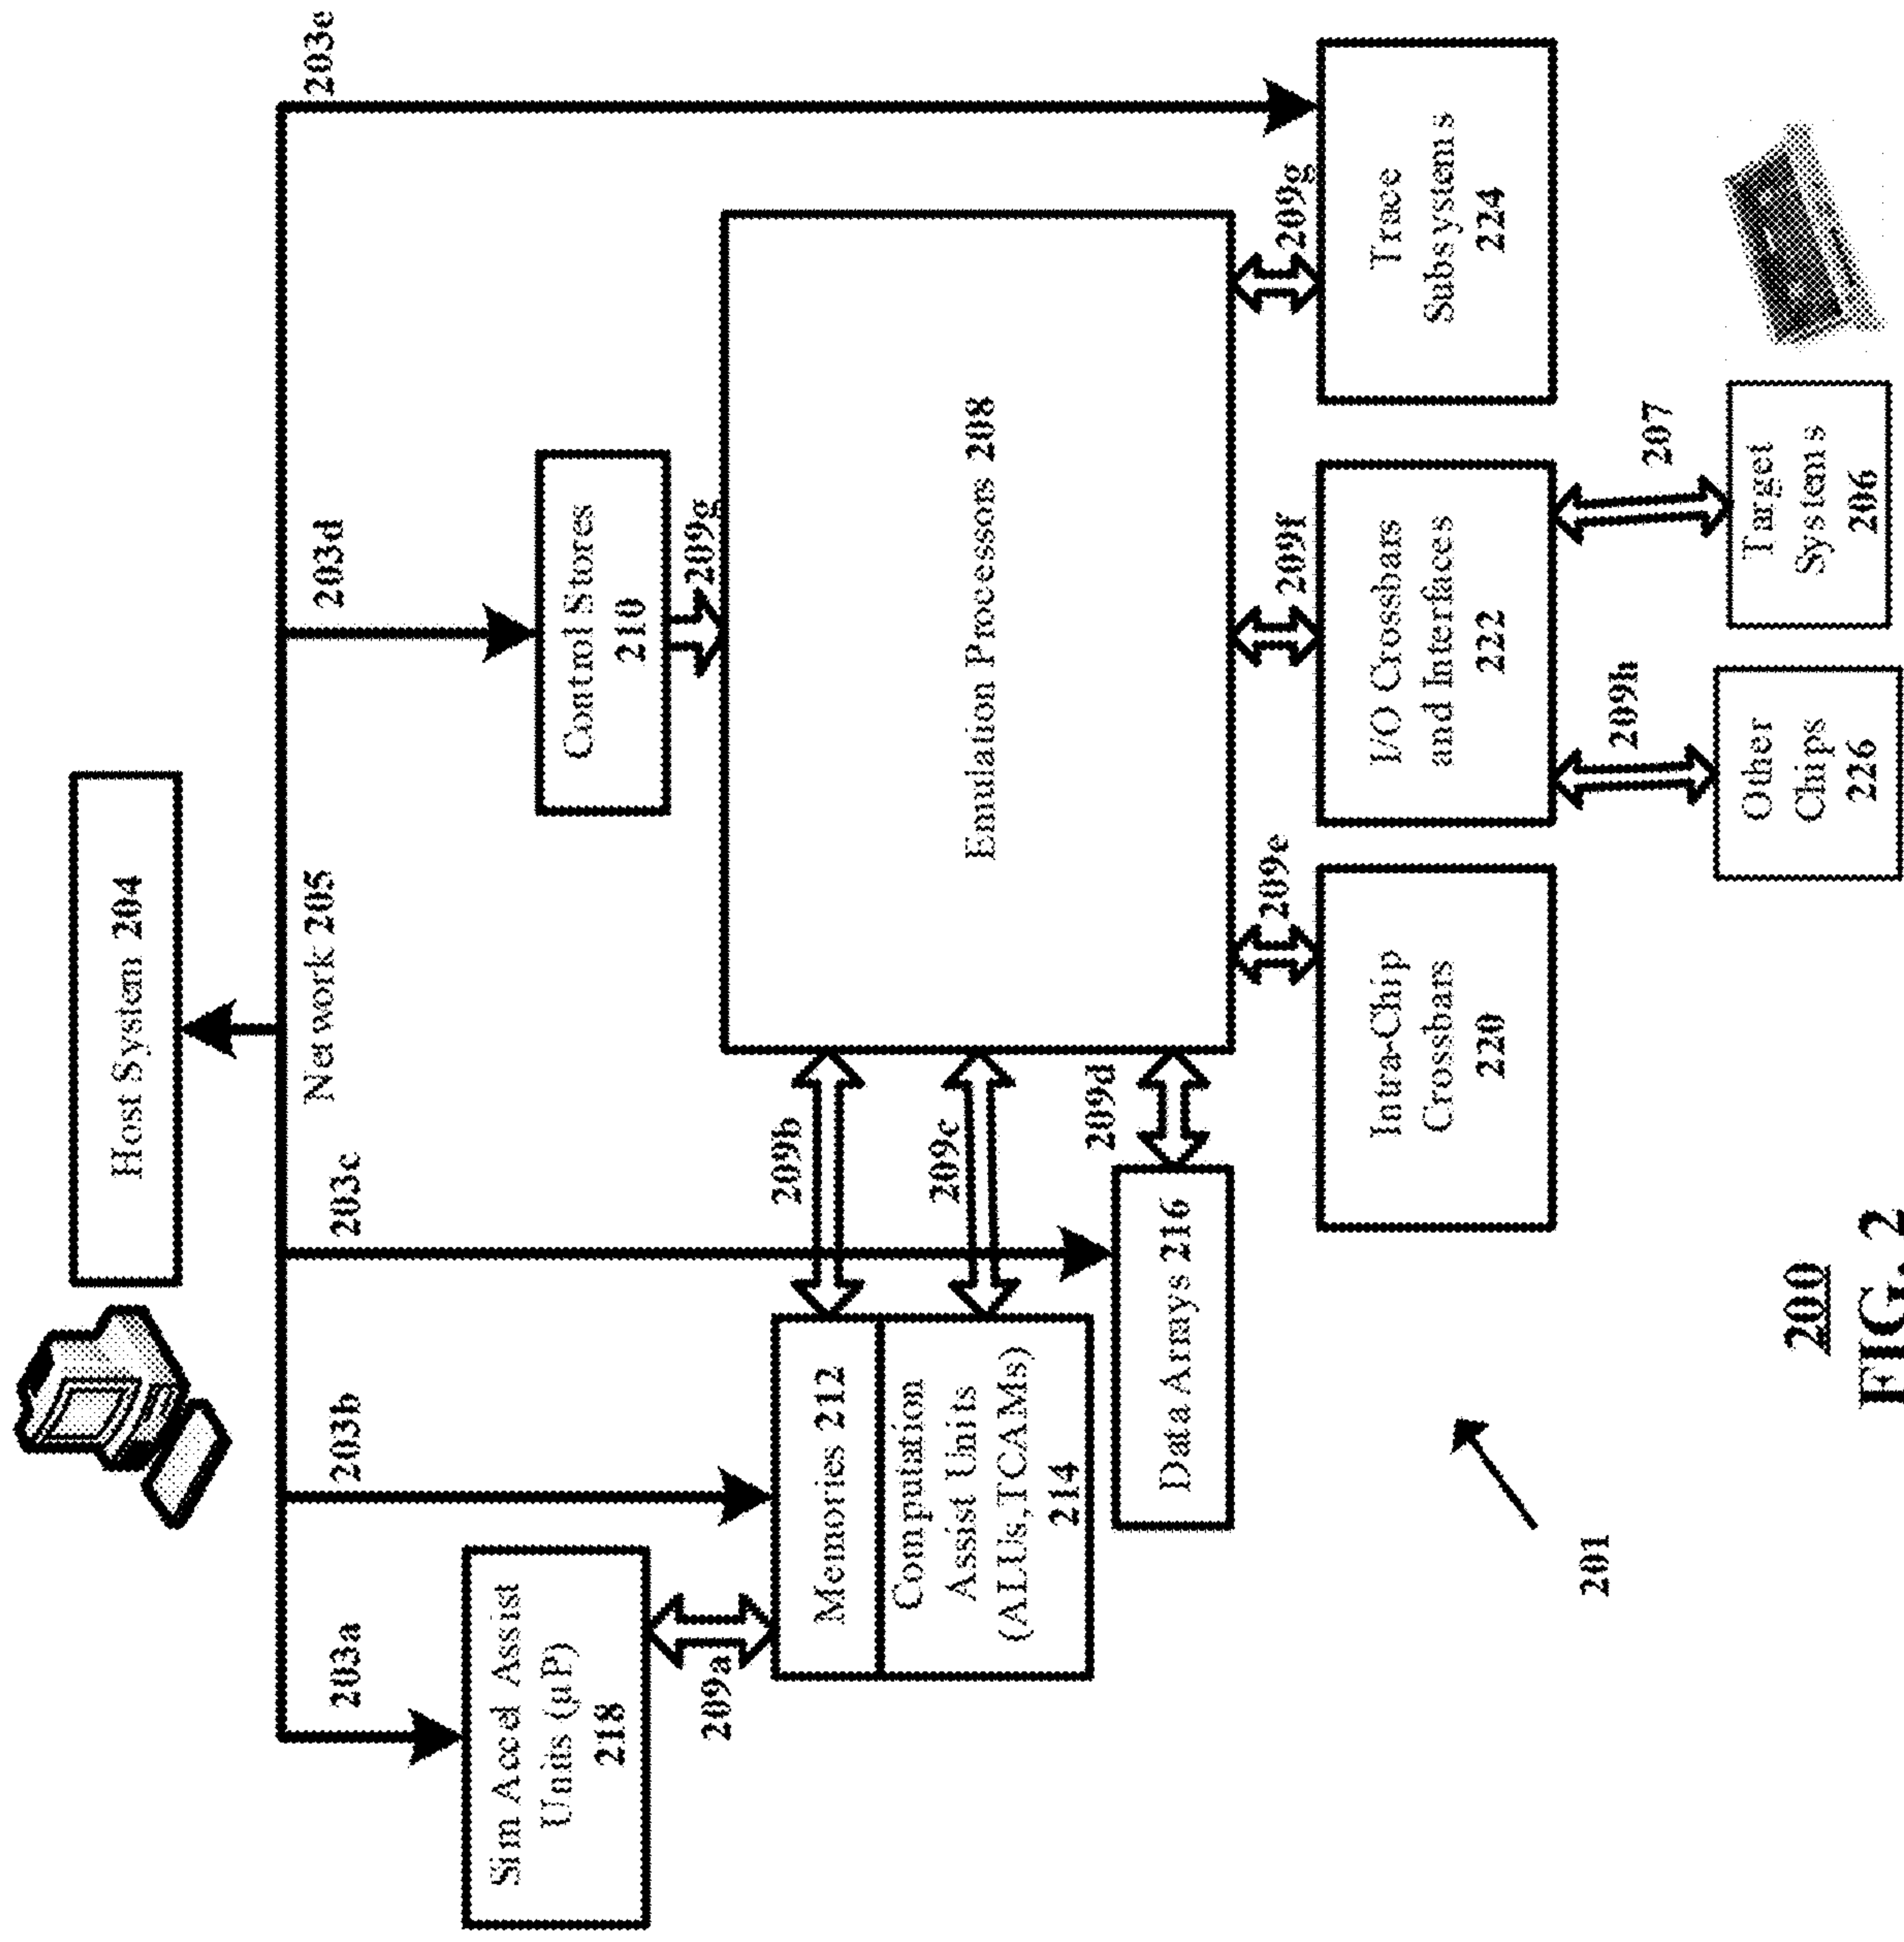 Host System 204
Network 205
203a
203b
203c
203d
203e
Sim Accel Assist
Units (µP)
218
209a
Memories 212
Computation
Assist Units
(ALUs,TCAMs)
214
Data Arrays 216
209b
209c
209d
Control Stores
210
209g
Emulation Processors 208
209e
209f
209g
Intra-Chip
Crossbars
220
I/O Crossbars
and Interfaces
222
Trace
Subsystems
224
209h
207
Other
Chips
226
Target
Systems
206
201
200
FIG. 2